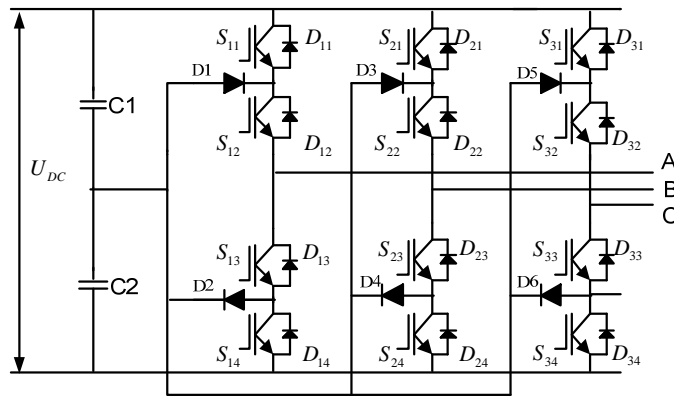 S11 D11 S21 D21 S31 D31
D1 D3 D5
C1
S12 D12 S22 D22 S32 D32
A
UDC
B
C
S13 D13 S23 D23 S33 D33
C2 D2 D4 D6
S14 D14 S24 D24 S34 D34